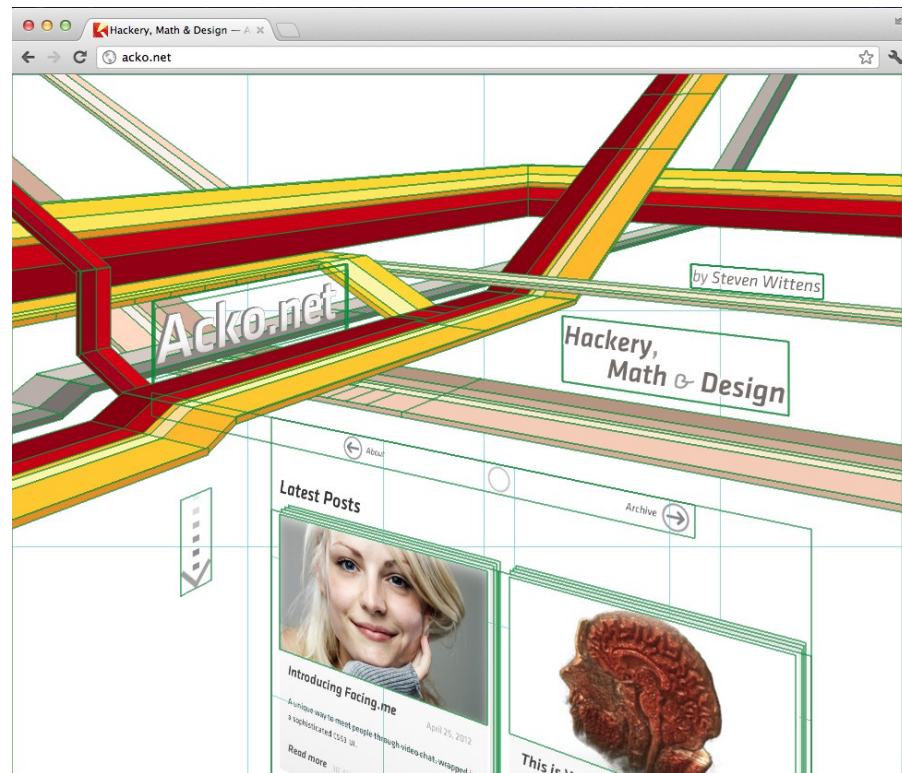 Hackery, Math & Design — A
acko.net
by Steven Wittens
Acko.net
Hackery,
Math & Design
About
Latest Posts
Archive
Introducing Facing.me
April 25, 2012
A unique way to meet people through video chat, wrapped
a sophisticated CSS3 UI.
Read more
This is